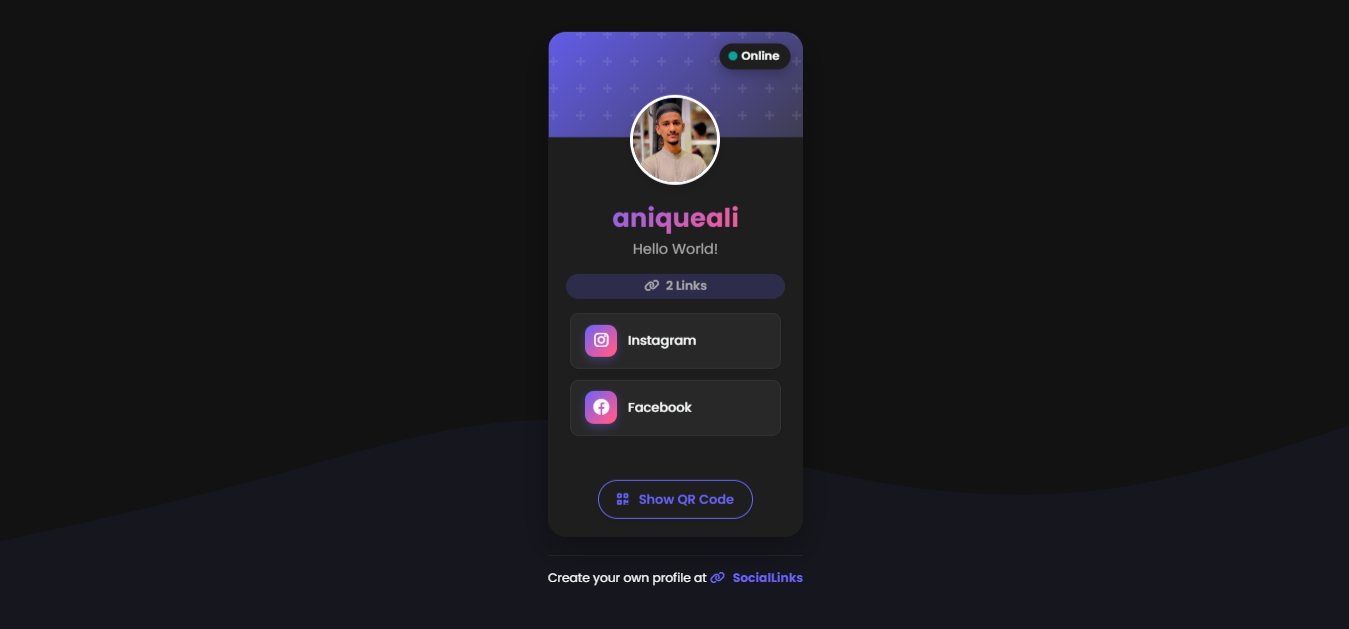 Online
aniqueali
Hello World!
2 Links
Instagram
Facebook
Show QR Code
Create your own profile at SocialLinks